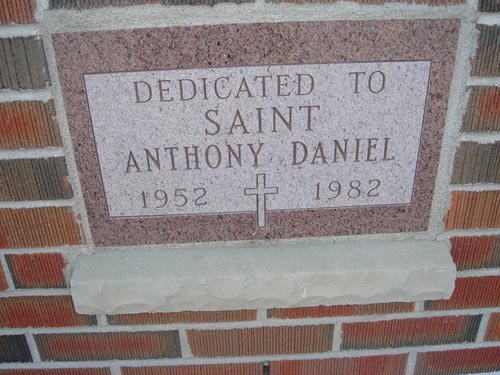 DEDICATED TO
SAINT
ANTHONY DANIEL
1952 1982